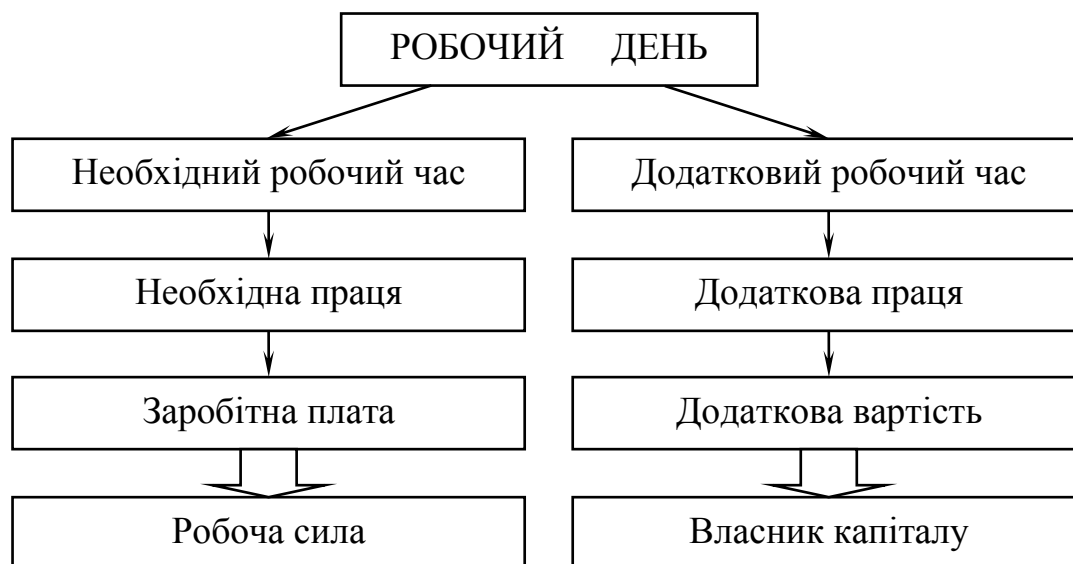 РОБОЧИЙ ДЕНЬ
Необхідний робочий час
Додатковий робочий час
Необхідна праця
Додаткова праця
Заробітна плата
Додаткова вартість
Робоча сила
Власник капіталу